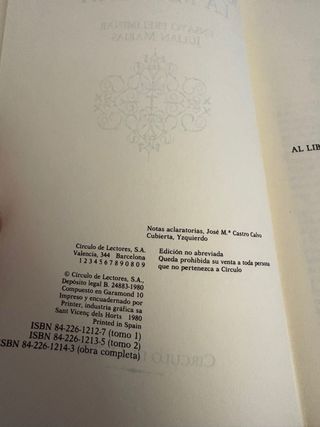 ENSAYO PRELIMINAR
JULIAN MARIAS
AL LIB
Notas aclaratorias, José M.ª Castro Calvo
Cubierta, Yzquierdo
Círculo de Lectores, S.A.
Valencia, 344 Barcelona
1 2 3 4 5 6 7 8 0 8 0 9
Edición no abreviada
Queda prohibida su venta a toda persona
que no pertenezca a Círculo
© Círculo de Lectores, S.A.
Depósito legal B. 24883-1980
Compuesto en Garamond 10
Impreso y encuadernado por
Printer, industria gráfica sa
Sant Vicenç dels Horts 1980
Printed in Spain
ISBN 84-226-1212-7 (tomo 1)
ISBN 84-226-1213-5 (tomo 2)
ISBN 84-226-1214-3 (obra completa)